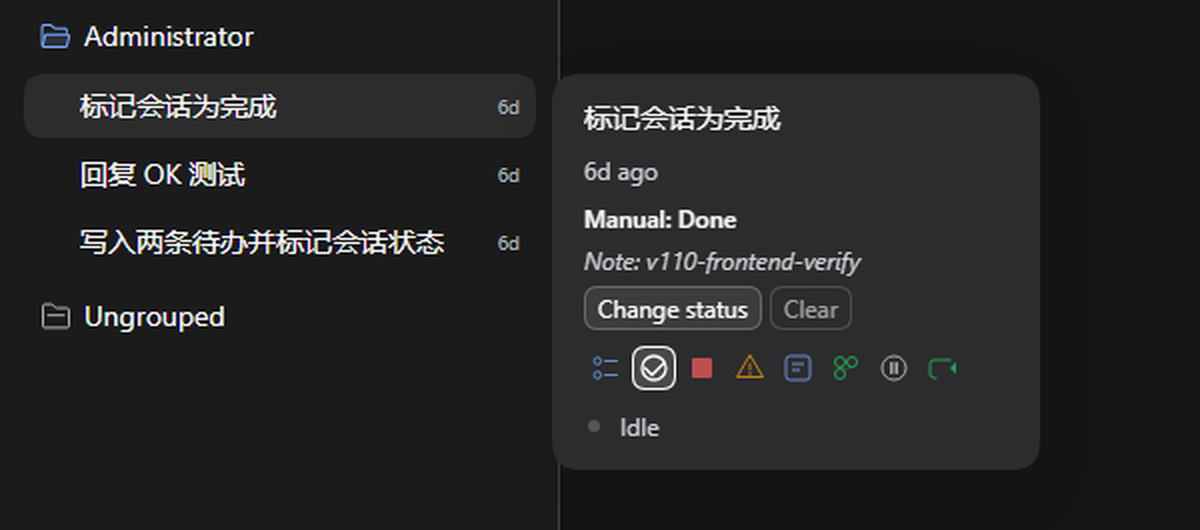 Administrator
标记会话为完成 6d
回复 OK 测试 6d
写入两条待办并标记会话状态 6d
Ungrouped
标记会话为完成
6d ago
Manual: Done
Note: v110-frontend-verify
Change status Clear
Idle